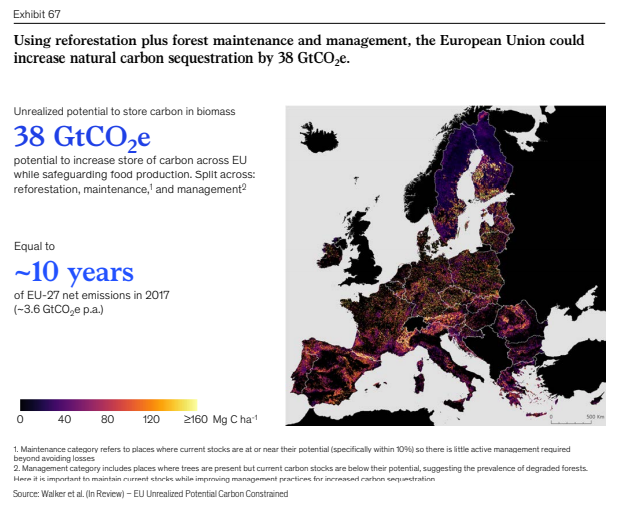 Exhibit 67
Using reforestation plus forest maintenance and management, the European Union could
increase natural carbon sequestration by 38 GtCO₂e.
Unrealized potential to store carbon in biomass
38 GtCO₂e
potential to increase store of carbon across EU
while safeguarding food production. Split across:
reforestation, maintenance,¹ and management²
Equal to
~10 years
of EU-27 net emissions in 2017
(~3.6 GtCO₂e p.a.)
0 40 80 120 ≥160 Mg C ha⁻¹
0 500 Km
1. Maintenance category refers to places where current stocks are at or near their potential (specifically within 10%) so there is little active management required
beyond avoiding losses
2. Management category includes places where trees are present but current carbon stocks are below their potential, suggesting the prevalence of degraded forests.
Here it is important to maintain current stocks while improving management practices for increased carbon sequestration
Source: Walker et al. (In Review) – EU Unrealized Potential Carbon Constrained